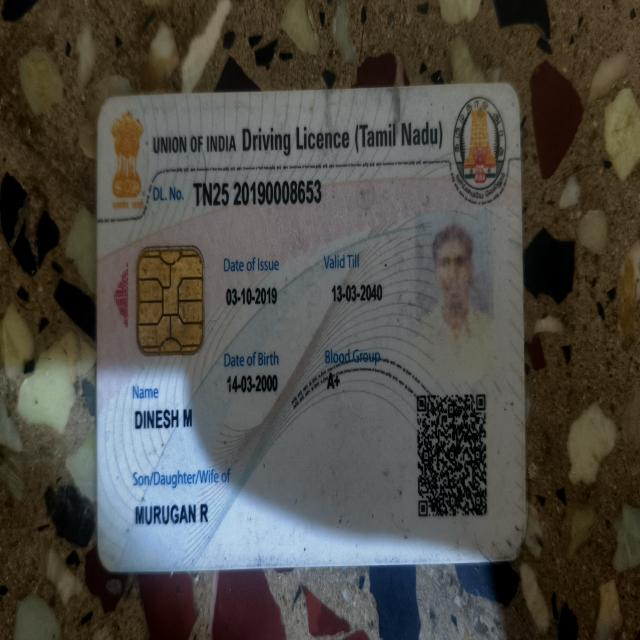 UNION OF INDIA Driving Licence (Tamil Nadu)
DL. No. TN25 20190008653
Date of Issue Valid Till
03-10-2019 13-03-2040
Date of Birth Blood Group
14-03-2000 A+
Name
DINESH M
Son/Daughter/Wife of
MURUGAN R